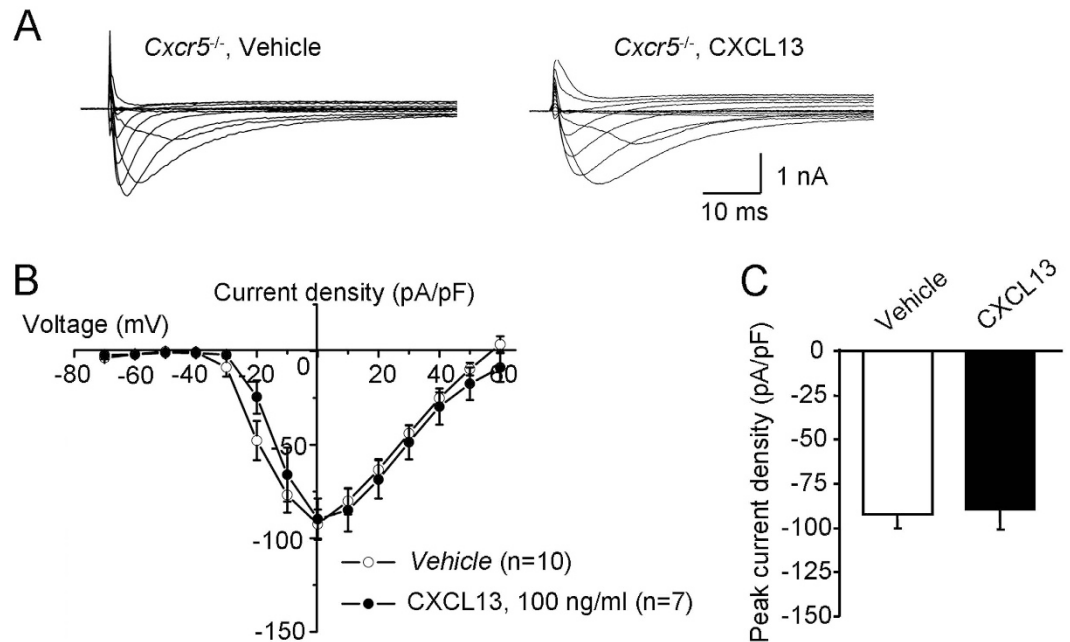 A
Cxcr5-/-, Vehicle
Cxcr5-/-, CXCL13
1 nA
10 ms
B
Current density (pA/pF)
Voltage (mV)
-80 -60 -40 -20 0 20 40 60
-50
-100
-150
Vehicle (n=10)
CXCL13, 100 ng/ml (n=7)
C
Vehicle
CXCL13
Peak current density (pA/pF)
0
-25
-50
-75
-100
-125
-150